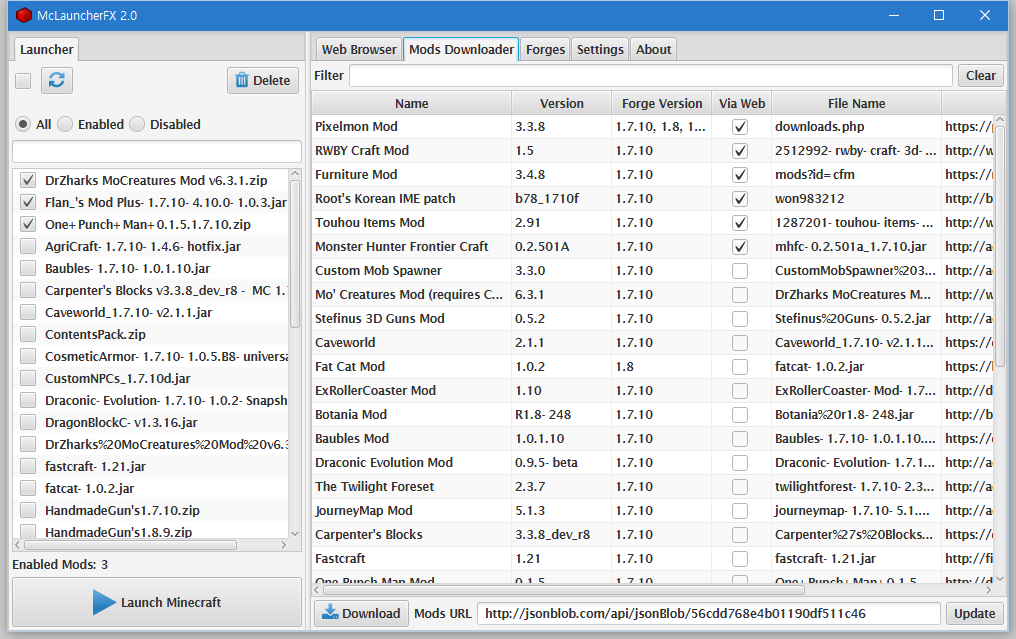 McLauncherFX 2.0
Launcher
Delete
All Enabled Disabled
DrZharks MoCreatures Mod v6.3.1.zip
Flan_'s Mod Plus- 1.7.10- 4.10.0- 1.0.3.jar
One+ Punch+ Man+ 0.1.5.1.7.10.zip
AgriCraft- 1.7.10- 1.4.6- hotfix.jar
Baubles- 1.7.10- 1.0.1.10.jar
Carpenter's Blocks v3.3.8_dev_r8 - MC 1.
Caveworld_1.7.10- v2.1.1.jar
ContentsPack.zip
CosmeticArmor- 1.7.10- 1.0.5.B8- universa
CustomNPCs_1.7.10d.jar
Draconic- Evolution- 1.7.10- 1.0.2- Snapsh
DragonBlockC- v1.3.16.jar
DrZharks%20MoCreatures%20Mod%20v6.3
fastcraft- 1.21.jar
fatcat- 1.0.2.jar
HandmadeGun's1.7.10.zip
HandmadeGun's1.8.9.zip
Enabled Mods: 3
Launch Minecraft
Web Browser Mods Downloader Forges Settings About
Filter Clear
Name Version Forge Version Via Web File Name
Pixelmon Mod 3.3.8 1.7.10, 1.8, 1... downloads.php https://
RWBY Craft Mod 1.5 1.7.10 2512992- rwby- craft- 3d- ... http://w
Furniture Mod 3.4.8 1.7.10 mods?id= cfm https://
Root's Korean IME patch b78_1710f 1.7.10 won983212 http://b
Touhou Items Mod 2.91 1.7.10 1287201- touhou- items- ... http://w
Monster Hunter Frontier Craft 0.2.501A 1.7.10 mhfc- 0.2.501a_1.7.10.jar http://a
Custom Mob Spawner 3.3.0 1.7.10 CustomMobSpawner%203... http://a
Mo' Creatures Mod (requires C... 6.3.1 1.7.10 DrZharks MoCreatures M... http://w
Stefinus 3D Guns Mod 0.5.2 1.7.10 Stefinus%20Guns- 0.5.2.jar http://a
Caveworld 2.1.1 1.7.10 Caveworld_1.7.10- v2.1.1... https://
Fat Cat Mod 1.0.2 1.8 fatcat- 1.0.2.jar https://
ExRollerCoaster Mod 1.10 1.7.10 ExRollerCoaster- Mod- 1.7... http://d
Botania Mod R1.8- 248 1.7.10 Botania%20r1.8- 248.jar http://b
Baubles Mod 1.0.1.10 1.7.10 Baubles- 1.7.10- 1.0.1.10.... https://
Draconic Evolution Mod 0.9.5- beta 1.7.10 Draconic- Evolution- 1.7.1... http://a
The Twilight Foreset 2.3.7 1.7.10 twilightforest- 1.7.10- 2.3... http://a
JourneyMap Mod 5.1.3 1.7.10 journeymap- 1.7.10- 5.1.... http://a
Carpenter's Blocks 3.3.8_dev_r8 1.7.10 Carpenter%27s%20Blocks... http://a
Fastcraft 1.21 1.7.10 fastcraft- 1.21.jar http://fi
One Punch Man Mod 0.1.5 1.7.10 One+ Punch+ Man+ 0.1.5.... http://a
Download Mods URL http://jsonblob.com/api/jsonBlob/56cdd768e4b01190df511c46 Update